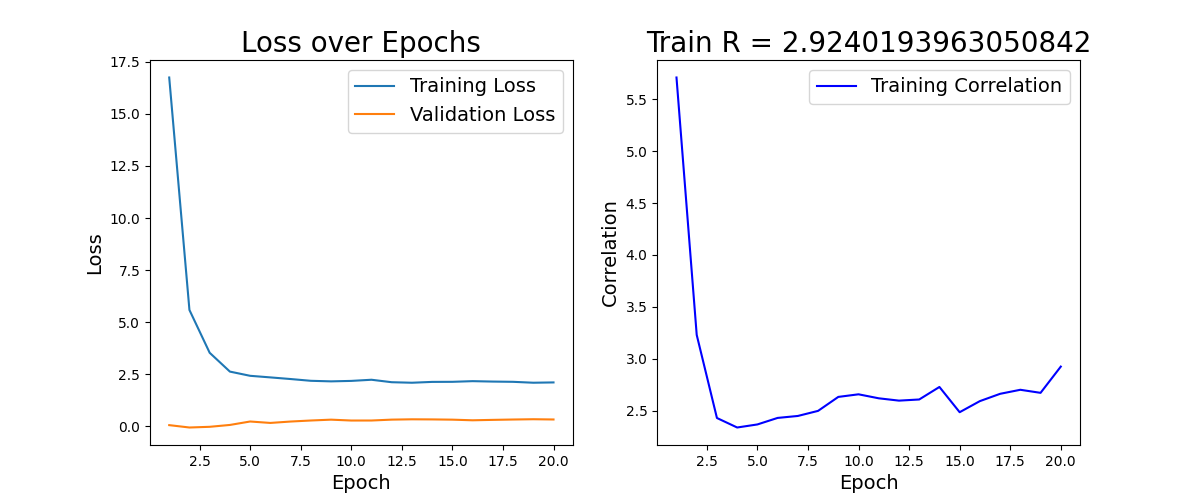 Loss over Epochs
17.5
15.0
12.5
10.0
7.5
5.0
2.5
0.0
Loss
Training Loss
Validation Loss
2.5 5.0 7.5 10.0 12.5 15.0 17.5 20.0
Epoch
Train R = 2.9240193963050842
5.5
5.0
4.5
4.0
3.5
3.0
2.5
Correlation
Training Correlation
2.5 5.0 7.5 10.0 12.5 15.0 17.5 20.0
Epoch